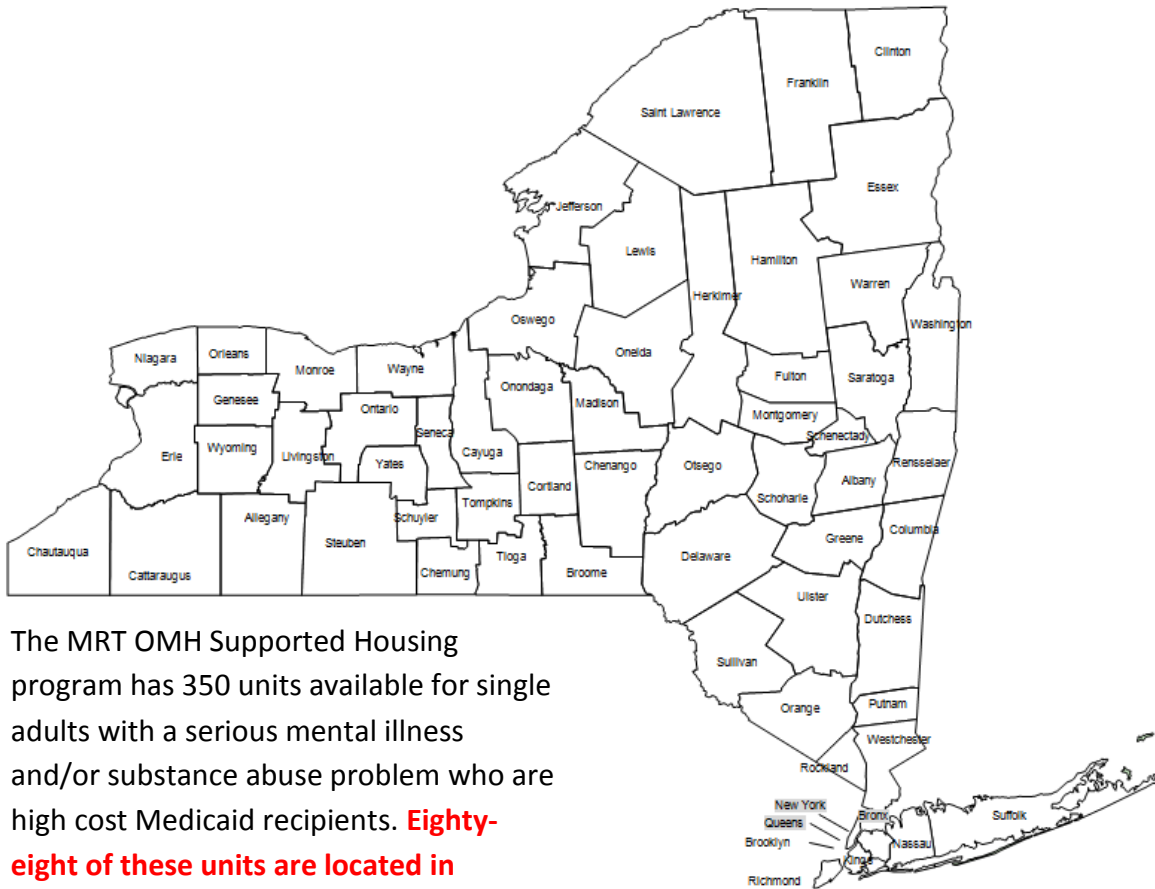 Clinton
Franklin
Saint Lawrence
Essex
Jefferson
Lewis
Hamilton
Warren
Herkimer
Washington
Oswego
Oneida
Niagara
Orleans
Monroe
Wayne
Fulton
Saratoga
Onondaga
Genesee
Ontario
Madison
Montgomery
Seneca
Schenectady
Erie
Wyoming
Livingston
Yates
Cayuga
Chenango
Otsego
Rensselaer
Cortland
Albany
Tompkins
Schoharie
Allegany
Schuyler
Columbia
Steuben
Greene
Chautauqua
Tioga
Delaware
Cattaraugus
Chemung
Broome
Ulster
Dutchess
Sullivan
Putnam
Orange
Westchester
Rockland
New York
Bronx
Suffolk
Queens
Brooklyn
Nassau
Kings
Richmond
The MRT OMH Supported Housing
program has 350 units available for single
adults with a serious mental illness
and/or substance abuse problem who are
high cost Medicaid recipients. Eighty-
eight of these units are located in